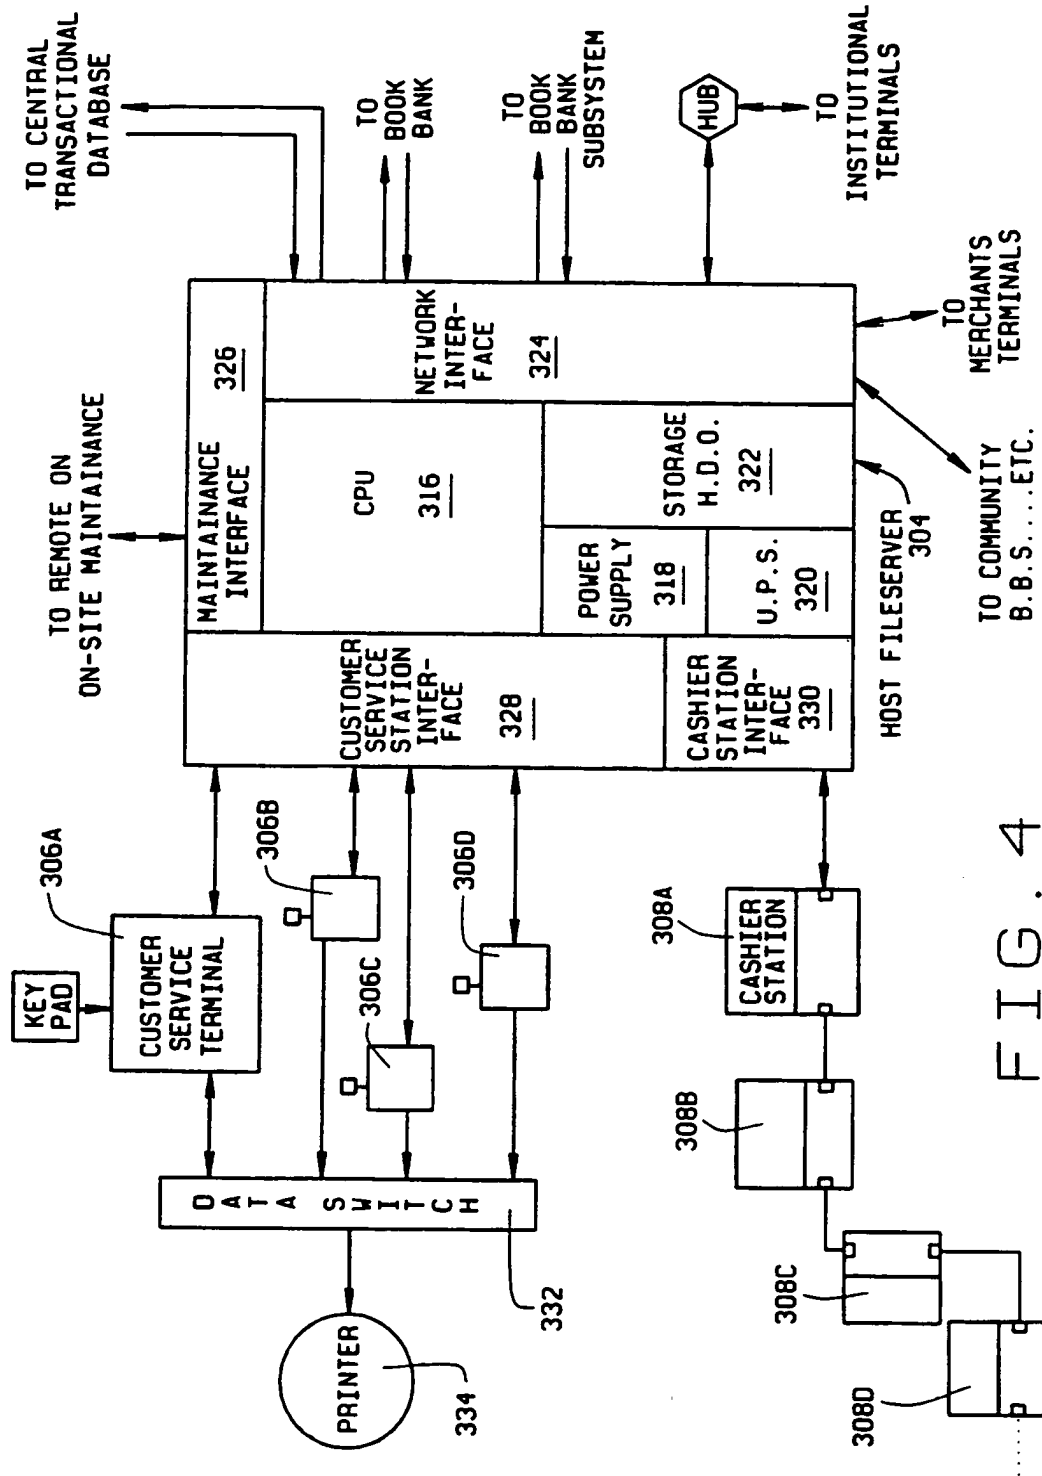 TO CENTRAL
TRANSACTIONAL
DATABASE
TO
BOOK
BANK
TO
BOOK
BANK
SUBSYSTEM
HUB
TO
INSTITUTIONAL
TERMINALS
TO REMOTE ON
ON-SITE MAINTAINANCE
MAINTAINANCE
INTERFACE
326
NETWORK
INTER-
FACE
324
TO
MERCHANTS
TERMINALS
CPU
316
STORAGE
H.D.O.
322
POWER
SUPPLY
318
U.P.S.
320
TO COMMUNITY
B.B.S....ETC.
CUSTOMER
SERVICE
STATION
INTER-
FACE
328
CASHIER
STATION
INTER-
FACE
330
HOST FILESERVER
304
KEY
PAD
306A
CUSTOMER
SERVICE
TERMINAL
306B
306C
306D
308A
CASHIER
STATION
308B
308C
308D
DATA SWITCH
332
PRINTER
334
FIG. 4